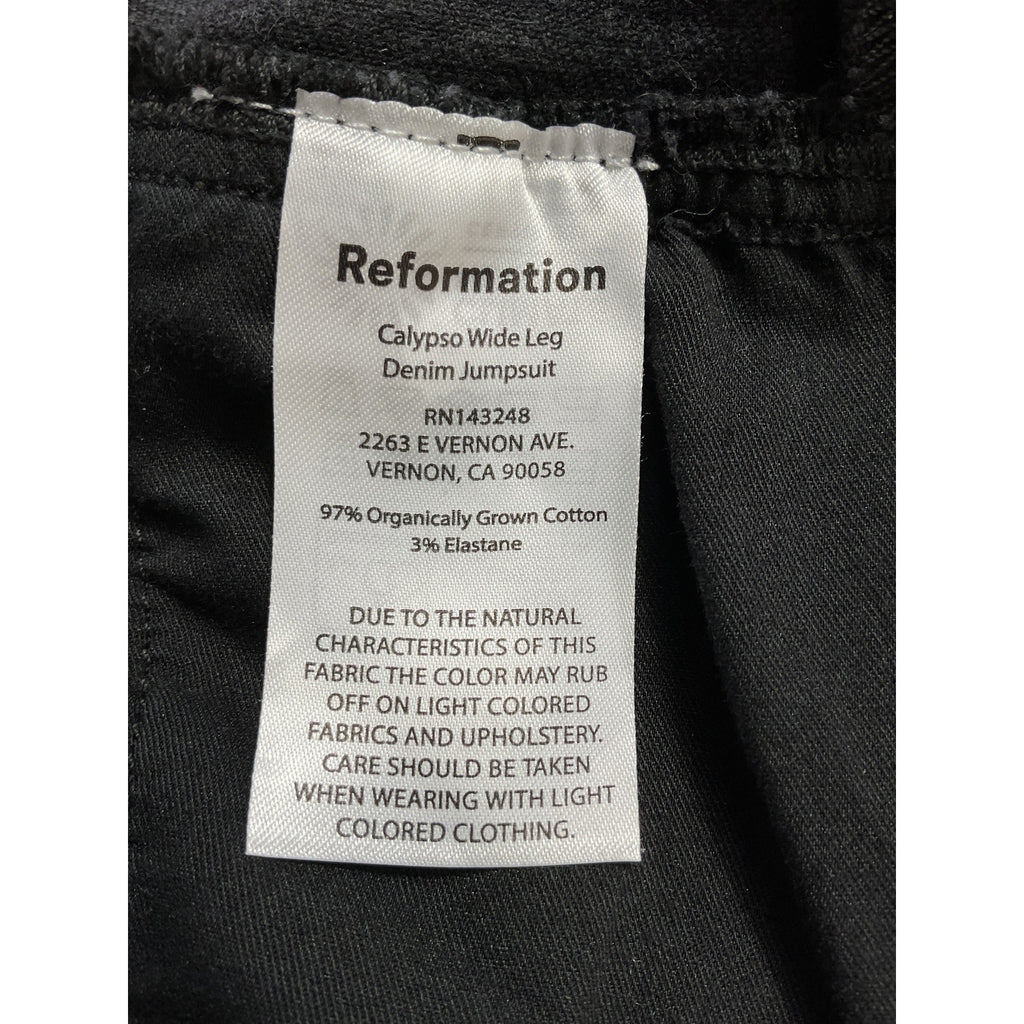 Reformation
Calypso Wide Leg
Denim Jumpsuit
RN143248
2263 E VERNON AVE.
VERNON, CA 90058
97% Organically Grown Cotton
3% Elastane
DUE TO THE NATURAL
CHARACTERISTICS OF THIS
FABRIC THE COLOR MAY RUB
OFF ON LIGHT COLORED
FABRICS AND UPHOLSTERY.
CARE SHOULD BE TAKEN
WHEN WEARING WITH LIGHT
COLORED CLOTHING.